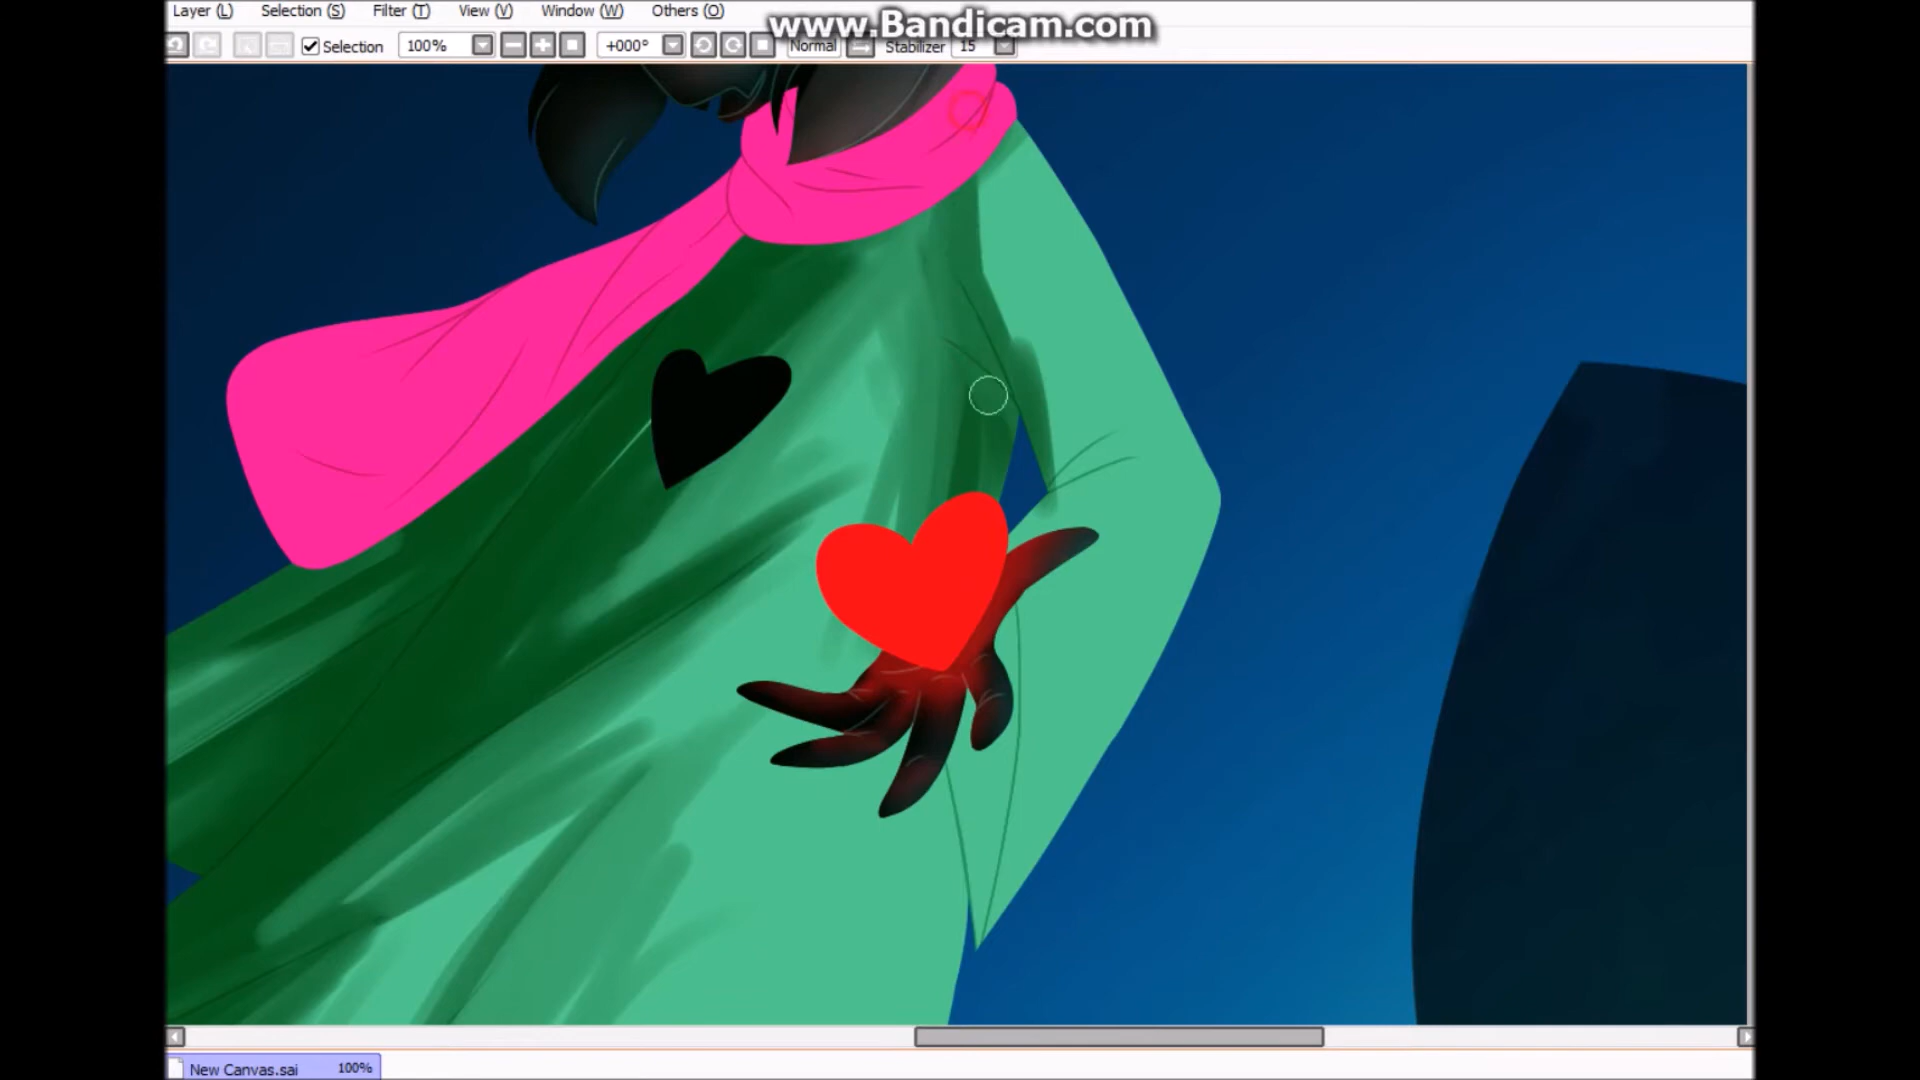 Layer (L) Selection (S) Filter (T) View (V) Window (W) Others (O)
www.Bandicam.com
Selection 100% +000° Normal Stabilizer 15
New Canvas.sai 100%